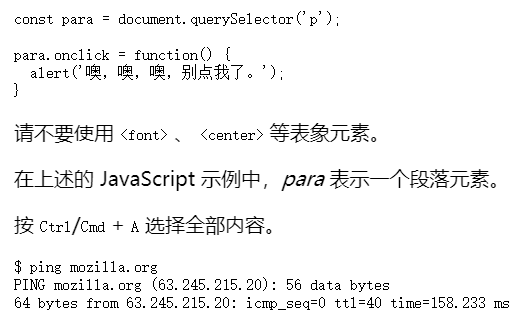 const para = document.querySelector('p');
para.onclick = function() {
  alert('噢，噢，噢，别点我了。');
}
请不要使用 <font> 、 <center> 等表象元素。
在上述的 JavaScript 示例中，para 表示一个段落元素。
按 Ctrl/Cmd + A 选择全部内容。
$ ping mozilla.org
PING mozilla.org (63.245.215.20): 56 data bytes
64 bytes from 63.245.215.20: icmp_seq=0 ttl=40 time=158.233 ms